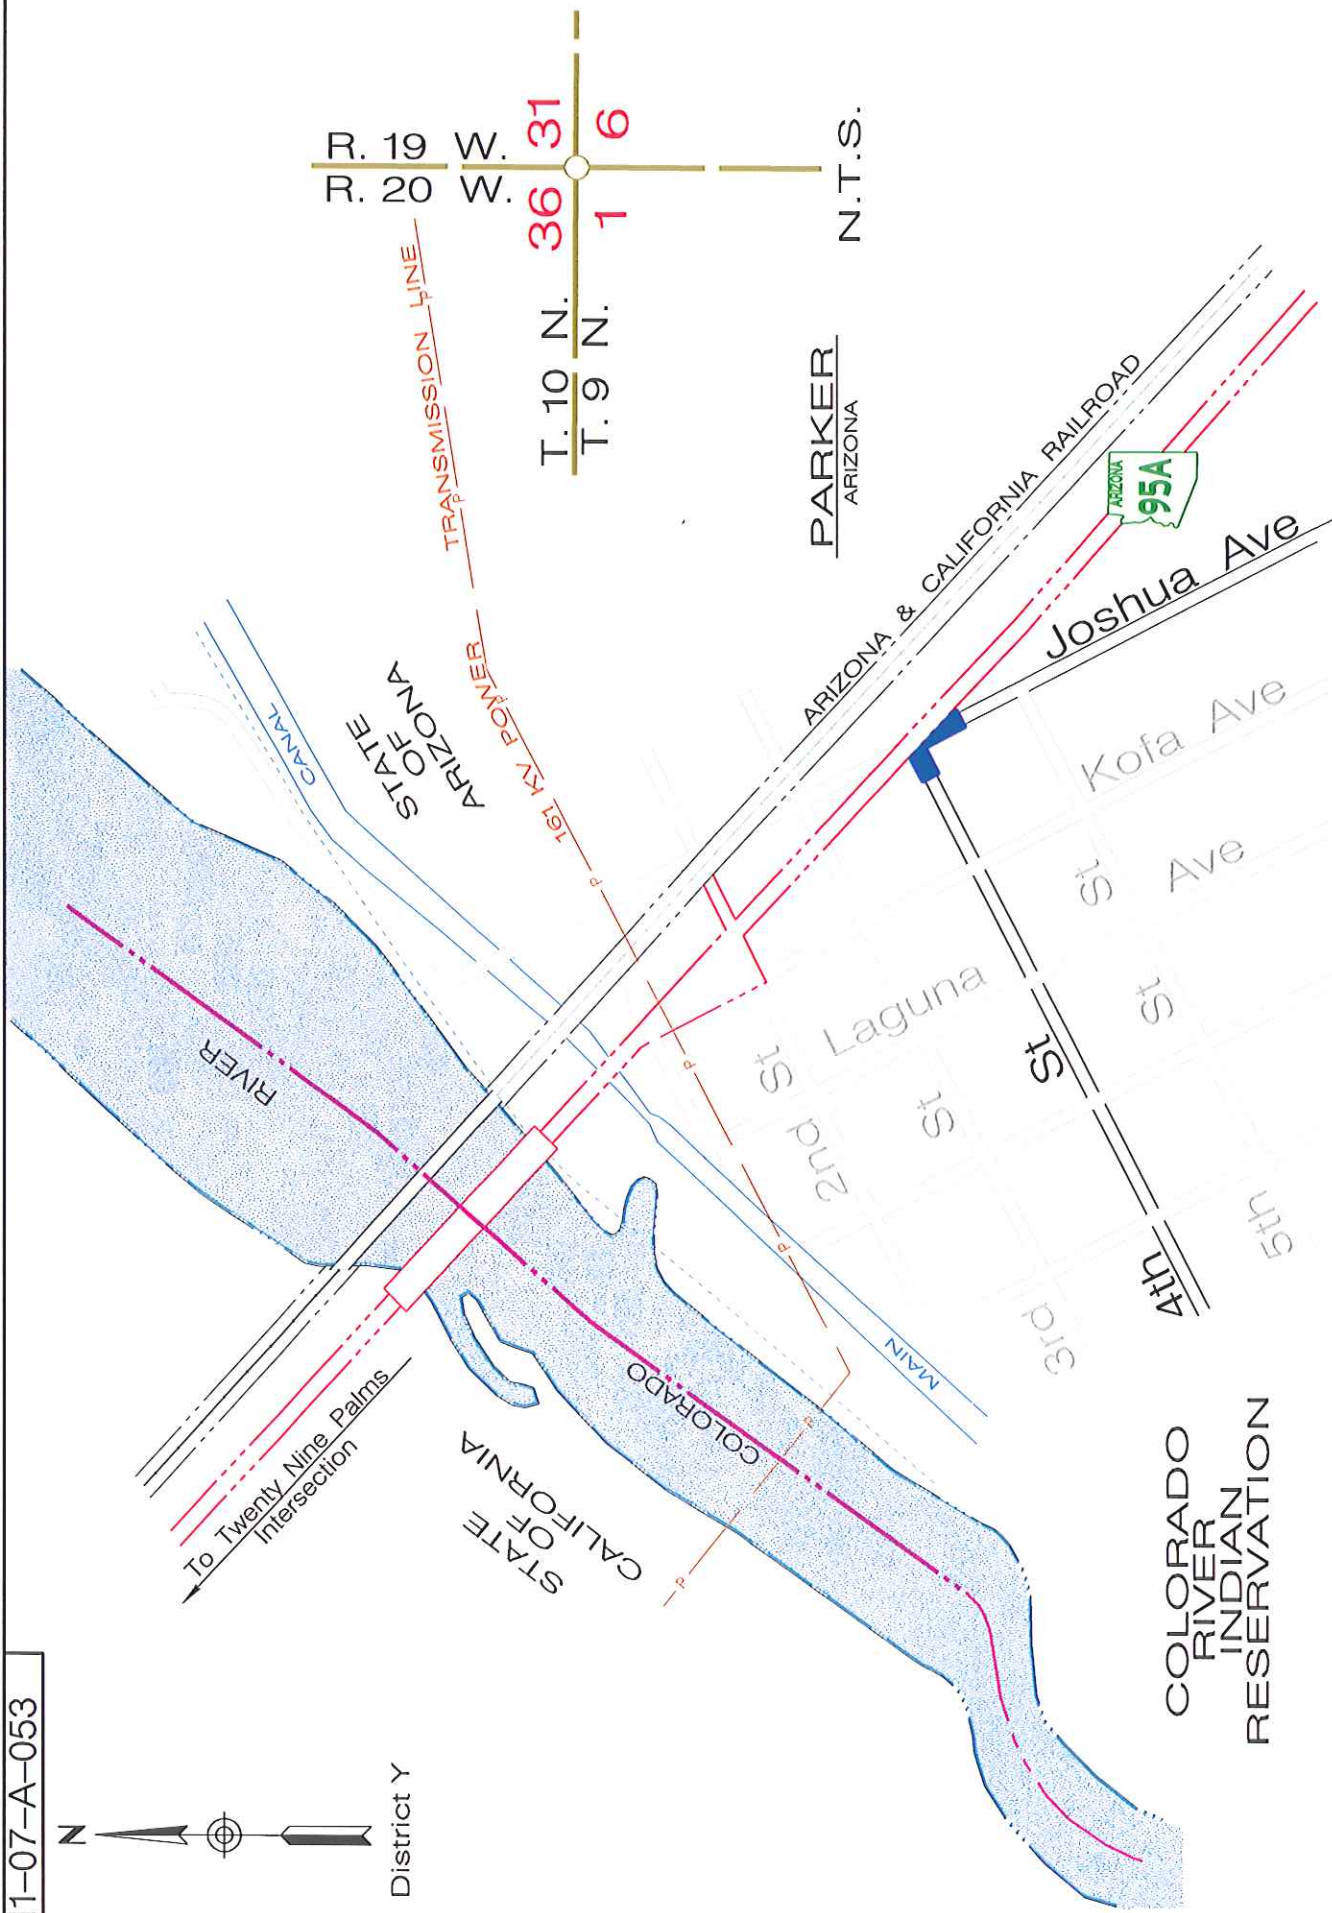 11-07-A-053
N
District Y
To Twenty Nine Palms
Intersection
RIVER
COLORADO
STATE
OF
CALIFORNIA
CANAL
MAIN
STATE
OF
ARIZONA
161 KV POWER TRANSMISSION LINE
P
P
P
P
P
P
P
P
R. 19 W.
R. 20 W.
36 31
1 6
T. 10 N.
T. 9 N.
N.T.S.
PARKER
ARIZONA
ARIZONA & CALIFORNIA RAILROAD
ARIZONA
95A
Joshua Ave
Kofa Ave
Laguna Ave
2nd St
3rd St
4th St
5th St
St
COLORADO
RIVER
INDIAN
RESERVATION